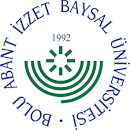 BOLU ABANT İZZET BAYSAL ÜNİVERSİTESİ
1992